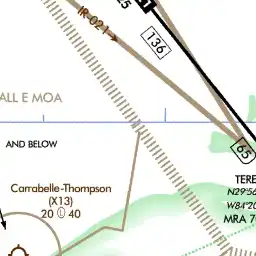 25
IR-021→
136
ALL E MOA
AND BELOW
65
Carrabelle-Thompson
(X13)
20 40
TERE
N29°56
W84°20
MRA 7